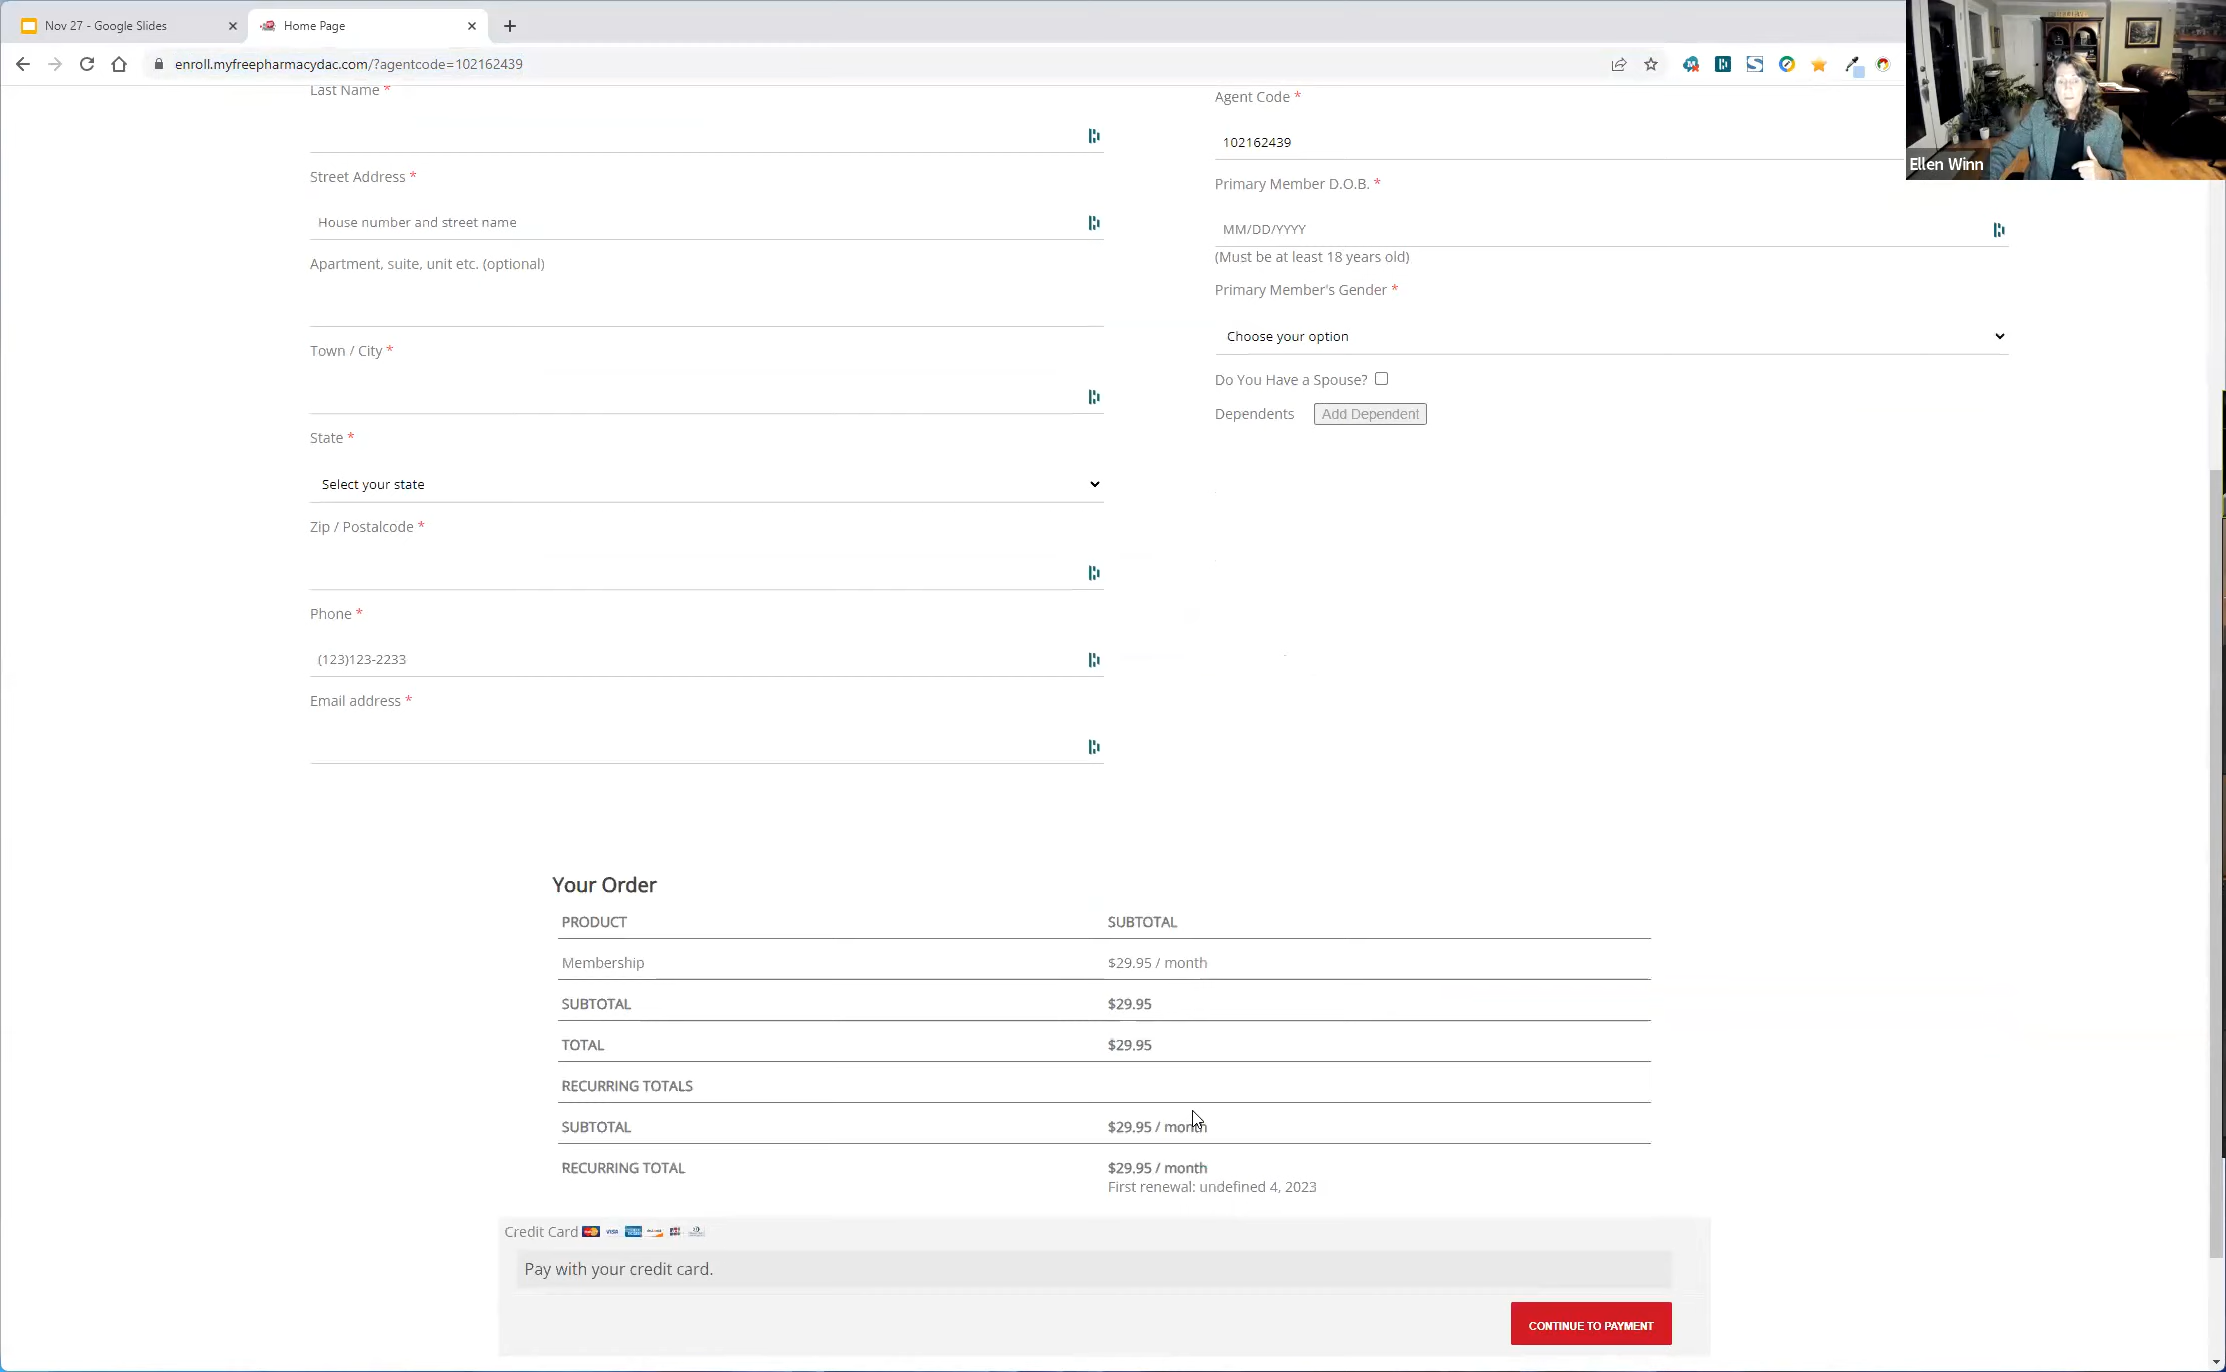 Nov 27 - Google Slides
Home Page
enroll.myfreepharmacydac.com/?agentcode=102162439
Ellen Winn
Last Name *
Street Address *
House number and street name
Apartment, suite, unit etc. (optional)
Town / City *
State *
Select your state
Zip / Postalcode *
Phone *
(123)123-2233
Email address *
Agent Code *
102162439
Primary Member D.O.B. *
MM/DD/YYYY
(Must be at least 18 years old)
Primary Member's Gender *
Choose your option
Do You Have a Spouse?
Dependents Add Dependent
Your Order
PRODUCT SUBTOTAL
Membership $29.95 / month
SUBTOTAL $29.95
TOTAL $29.95
RECURRING TOTALS
SUBTOTAL $29.95 / month
RECURRING TOTAL $29.95 / month
First renewal: undefined 4, 2023
Credit Card
Pay with your credit card.
CONTINUE TO PAYMENT